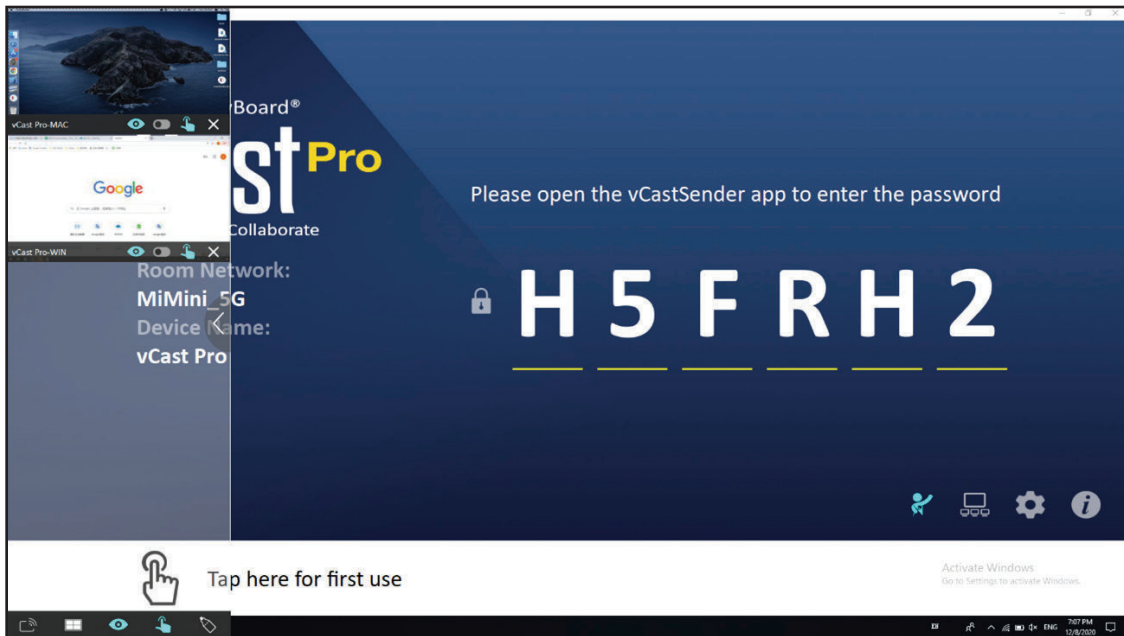 vCast Pro-MAC
Google
vCast Pro-WIN
Board®
st Pro
Collaborate
Room Network:
MiMini_5G
Device Name:
vCast Pro
Please open the vCastSender app to enter the password
H 5 F R H 2
Tap here for first use
Activate Windows
Go to Settings to activate Windows.
ENG
7:07 PM
12/8/2020